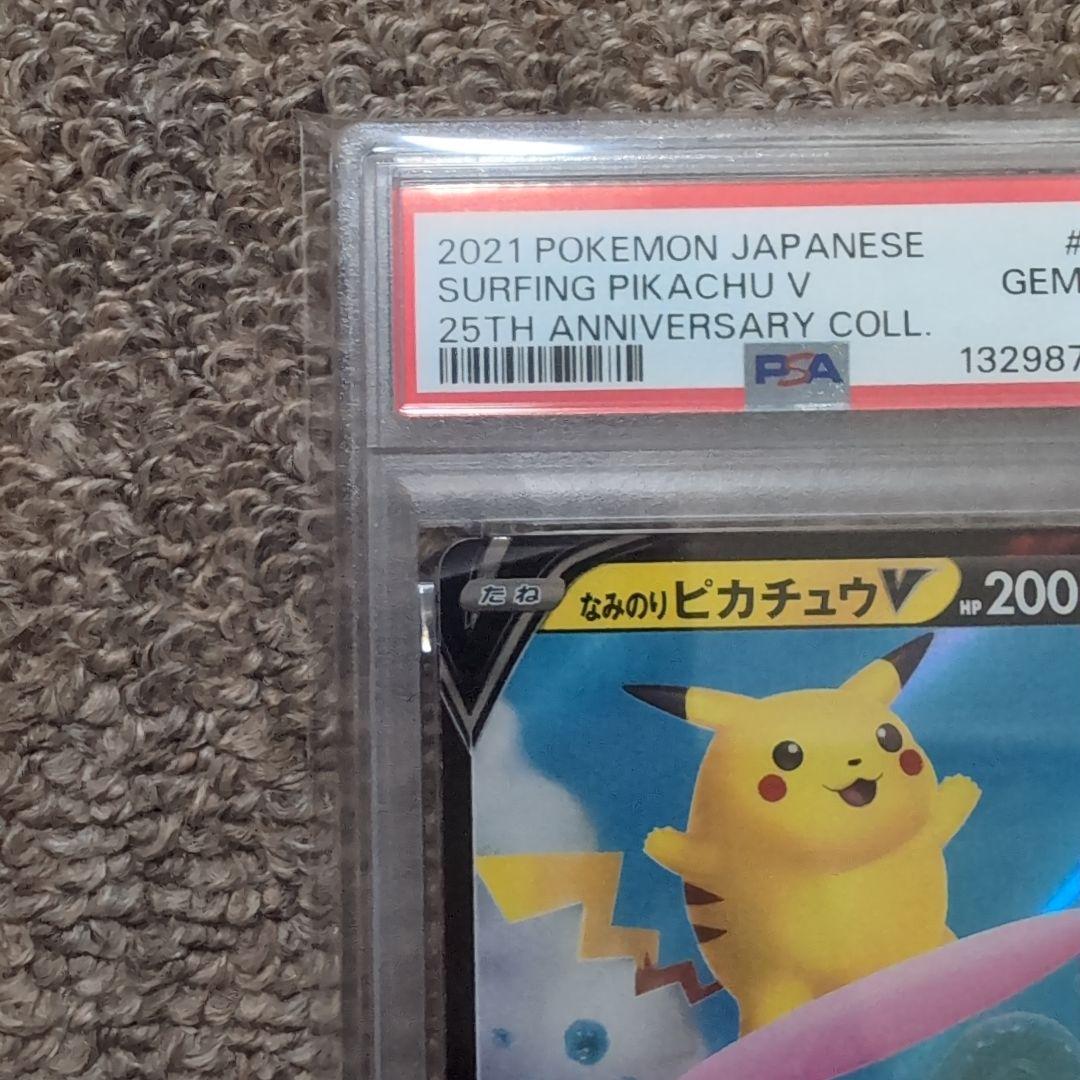 2021 POKEMON JAPANESE #
SURFING PIKACHU V GEM
25TH ANNIVERSARY COLL.
PSA 132987
たね なみのりピカチュウV HP 200